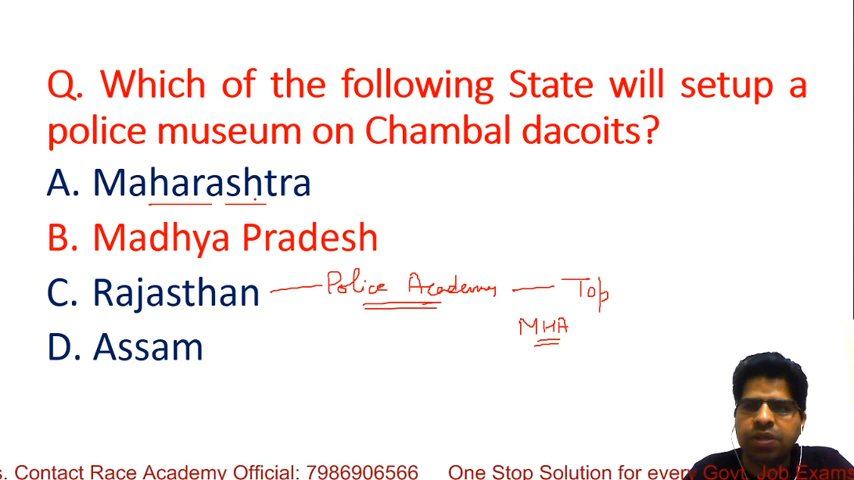 Q. Which of the following State will setup a
police museum on Chambal dacoits?
A. Maharashtra
B. Madhya Pradesh
C. Rajasthan — Police Academy — Top
MHA
D. Assam
s. Contact Race Academy Official: 7986906566 One Stop Solution for every Govt. Job Exams